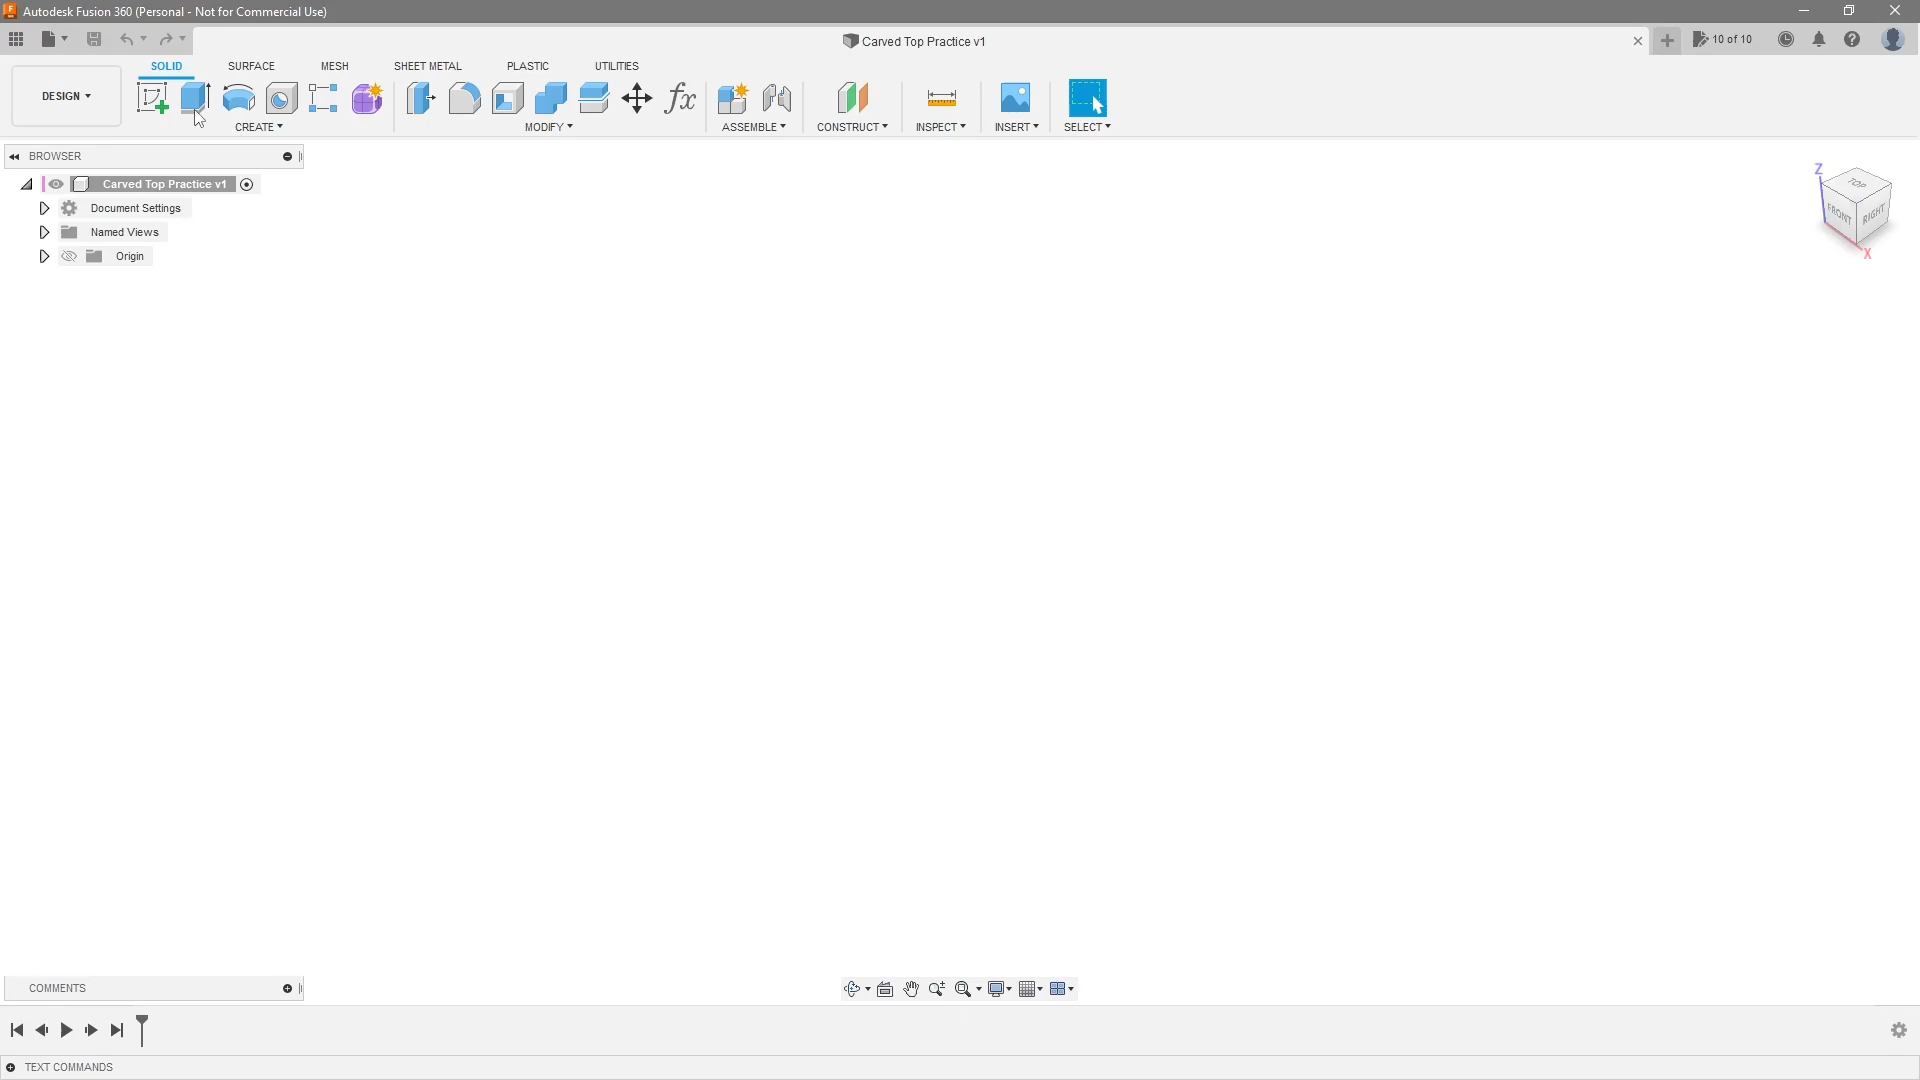 Autodesk Fusion 360 (Personal - Not for Commercial Use)
Carved Top Practice v1
10 of 10
DESIGN
SOLID
SURFACE
MESH
SHEET METAL
PLASTIC
UTILITIES
fx
CREATE
MODIFY
ASSEMBLE
CONSTRUCT
INSPECT
INSERT
SELECT
BROWSER
Carved Top Practice v1
Document Settings
Named Views
Origin
Z
TOP
FRONT
RIGHT
X
COMMENTS
TEXT COMMANDS